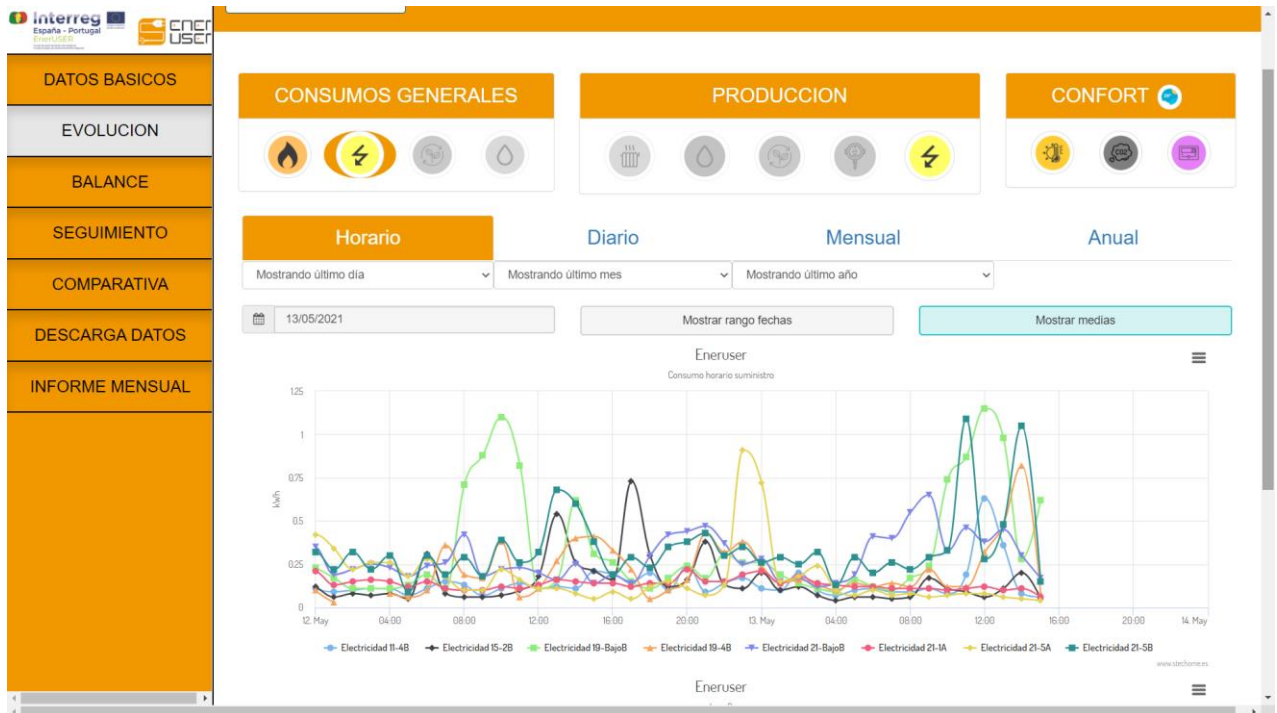 Interreg
España - Portugal
EnerUSER
ENER
USER
DATOS BASICOS
EVOLUCION
BALANCE
SEGUIMIENTO
COMPARATIVA
DESCARGA DATOS
INFORME MENSUAL
CONSUMOS GENERALES
PRODUCCION
CONFORT
CO2
Horario Diario Mensual Anual
Mostrando último día Mostrando último mes Mostrando último año
13/05/2021 Mostrar rango fechas Mostrar medias
Eneruser
Consumo horario suministro
1.25
1
0.75
0.5
0.25
0
kWh
12. May 04:00 08:00 12:00 16:00 20:00 13. May 04:00 08:00 12:00 16:00 20:00 14. May
Electricidad 11-4B Electricidad 15-2B Electricidad 19-BajoB Electricidad 19-4B Electricidad 21-BajoB Electricidad 21-1A Electricidad 21-5A Electricidad 21-5B
www.stechome.es
Eneruser